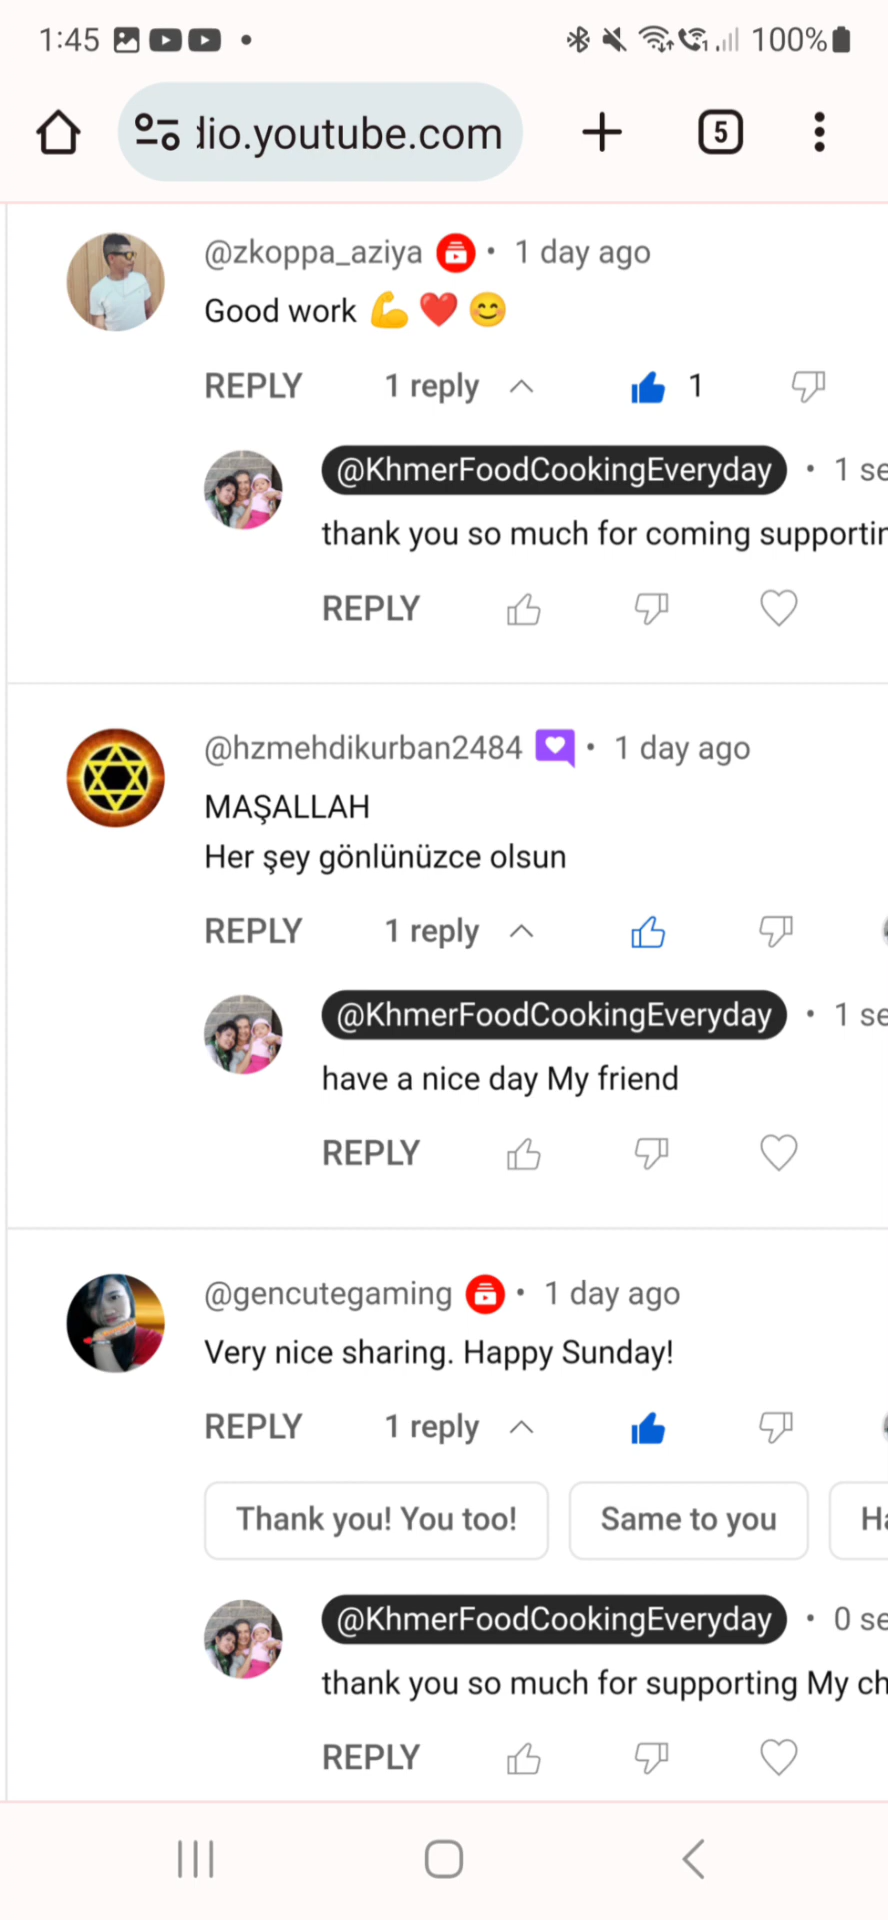 1:45
100%
dio.youtube.com
5
@zkoppa_aziya • 1 day ago
Good work 💪❤️😊
REPLY 1 reply 1
@KhmerFoodCookingEveryday • 1 se
thank you so much for coming supportin
REPLY
@hzmehdikurban2484 • 1 day ago
MAŞALLAH
Her şey gönlünüzce olsun
REPLY 1 reply
@KhmerFoodCookingEveryday • 1 se
have a nice day My friend
REPLY
@gencutegaming • 1 day ago
Very nice sharing. Happy Sunday!
REPLY 1 reply
Thank you! You too! Same to you Ha
@KhmerFoodCookingEveryday • 0 se
thank you so much for supporting My ch
REPLY